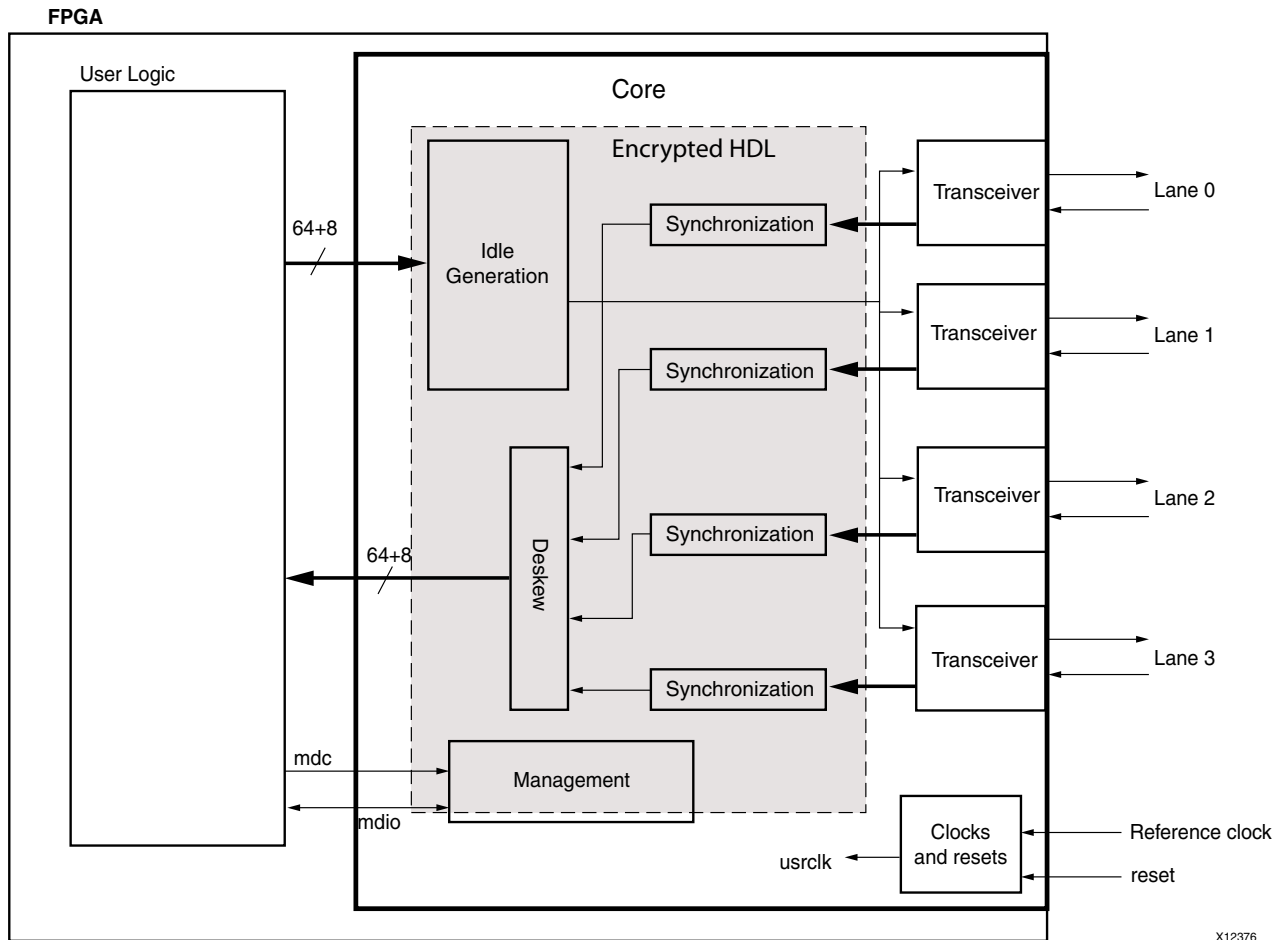 FPGA
User Logic
Core
Encrypted HDL
64+8
Idle
Generation
Synchronization
Transceiver
Lane 0
Synchronization
Transceiver
Lane 1
64+8
Deskew
Synchronization
Transceiver
Lane 2
Synchronization
Transceiver
Lane 3
mdc
mdio
Management
usrclk
Clocks
and resets
Reference clock
reset
X12376